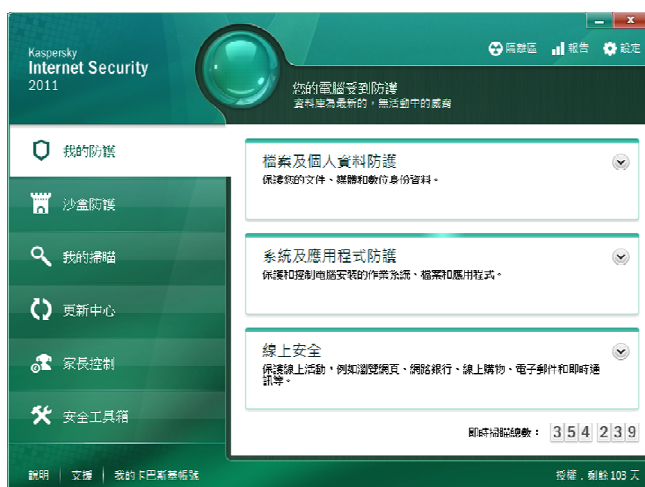 Kaspersky
Internet Security
2011
隔離區 報告 設定
您的電腦受到防護
資料庫為最新的，無活動中的威脅
我的防護
沙盒防護
我的掃瞄
更新中心
家長控制
安全工具箱
檔案及個人資料防護
保護您的文件、媒體和數位身份資料。
系統及應用程式防護
保護和控制電腦安裝的作業系統、檔案和應用程式。
線上安全
保護線上活動，例如瀏覽網頁、網路銀行、線上購物、電子郵件和即時通
訊等。
即時掃瞄總數： 354 239
說明 支援 我的卡巴斯基帳號
授權，剩餘 103 天